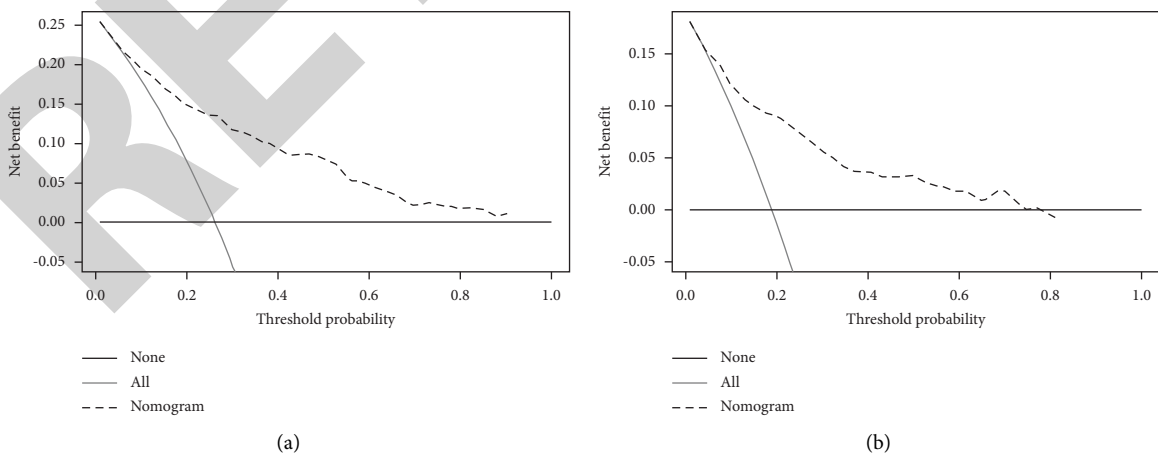 0.25
0.20
0.15
0.10
0.05
0.00
-0.05
Net benefit
0.0 0.2 0.4 0.6 0.8 1.0
Threshold probability
None
All
Nomogram
(a)
0.15
0.10
0.05
0.00
-0.05
Net benefit
0.0 0.2 0.4 0.6 0.8 1.0
Threshold probability
None
All
Nomogram
(b)